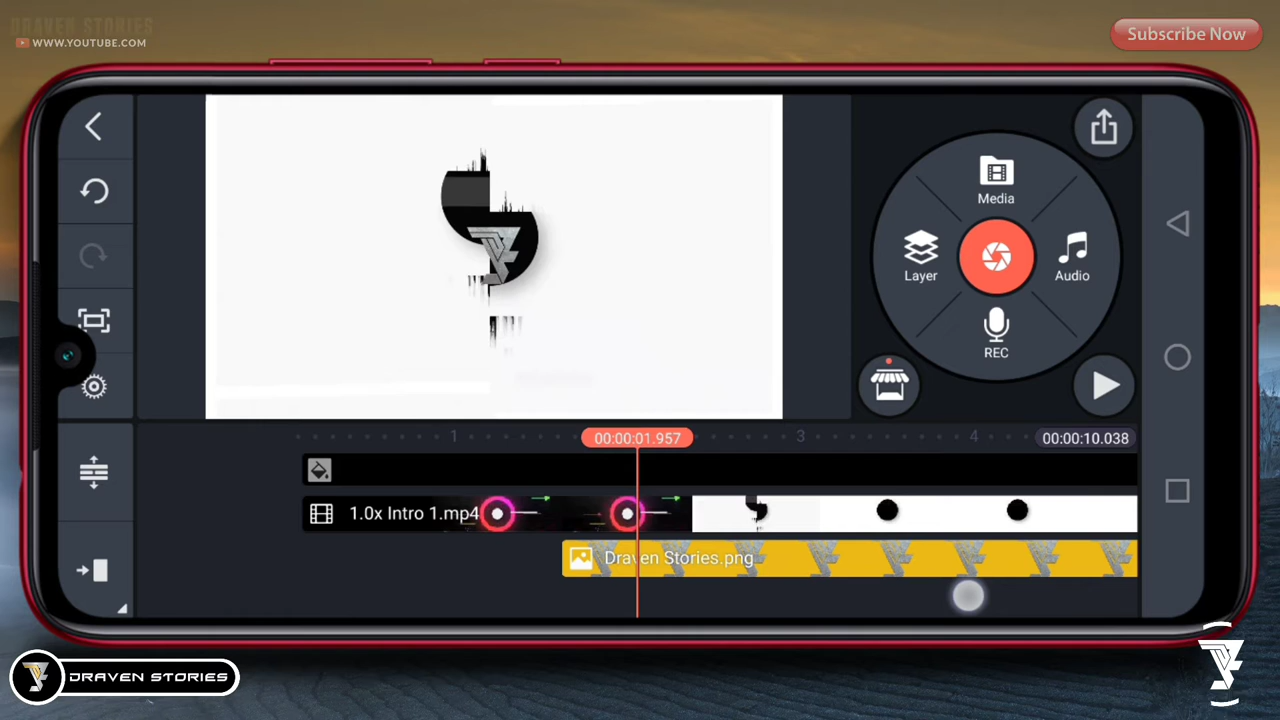 DRAVEN STORIES
WWW.YOUTUBE.COM
Subscribe Now
Media
Layer
Audio
REC
1
00:00:01.957
3
4
00:00:10.038
1.0x Intro 1.mp4
Draven Stories.png
DRAVEN STORIES